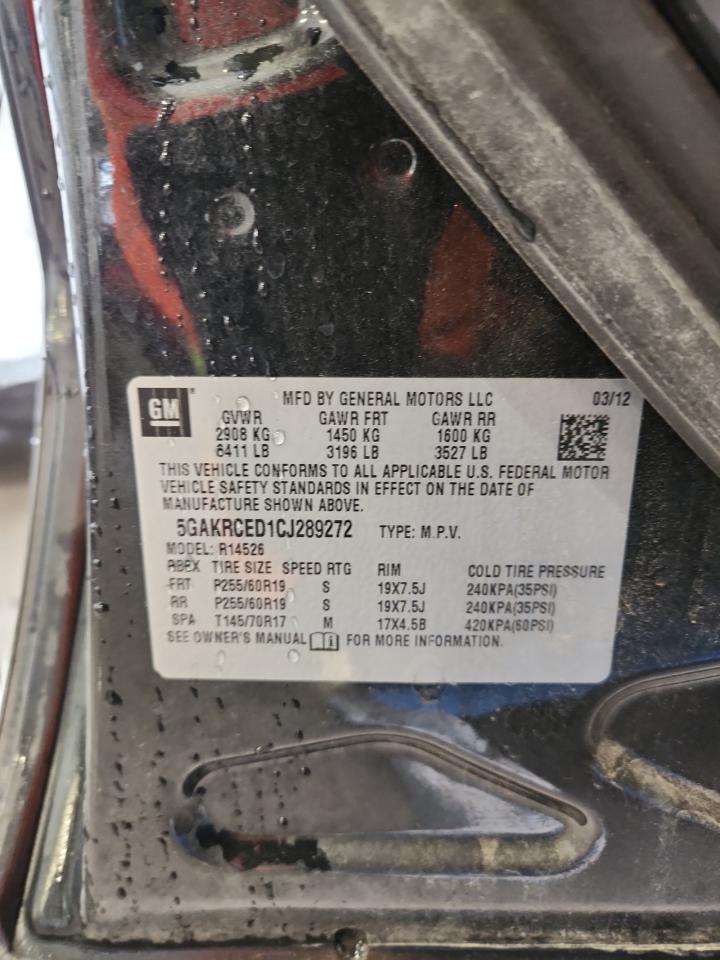 GM
MFD BY GENERAL MOTORS LLC 03/12
GVWR GAWR FRT GAWR RR
2908 KG 1450 KG 1600 KG
6411 LB 3196 LB 3527 LB
THIS VEHICLE CONFORMS TO ALL APPLICABLE U.S. FEDERAL MOTOR
VEHICLE SAFETY STANDARDS IN EFFECT ON THE DATE OF
MANUFACTURE SHOWN ABOVE.
5GAKRCED1CJ289272 TYPE: M.P.V.
MODEL: R14526
RBEX TIRE SIZE SPEED RTG RIM COLD TIRE PRESSURE
FRT P255/60R19 S 19X7.5J 240KPA(35PSI)
RR P255/60R19 S 19X7.5J 240KPA(35PSI)
SPA T145/70R17 M 17X4.5B 420KPA(60PSI)
SEE OWNER'S MANUAL i FOR MORE INFORMATION.